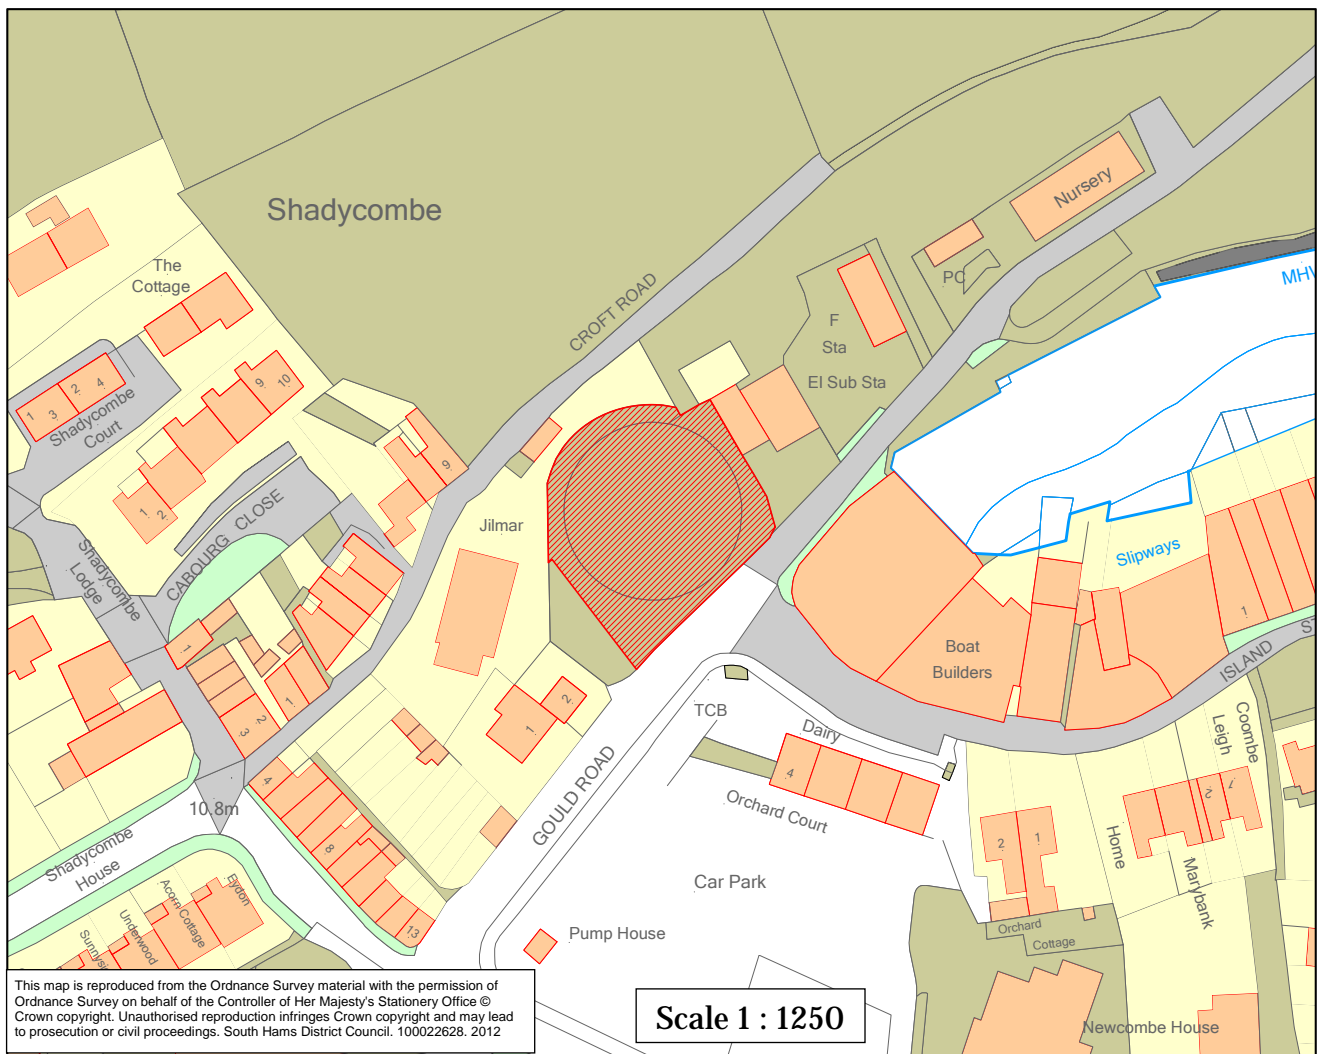 Shadycombe
The
Cottage
Nursery
PC
MHW
CROFT ROAD
F
Sta
El Sub Sta
1
3
2
4
Shadycombe
Court
9
10
1
2
CABOURG CLOSE
9
Jilmar
Shadycombe
Lodge
1
Slipways
Boat
Builders
1
ISLAND
ST
1
2
3
1
2
TCB
Dairy
4
Orchard Court
Coombe
Leigh
2
1
GOULD ROAD
10.8m
4
8
13
Shadycombe
House
Home
2
1
Marybank
Car Park
Eydon
Acorn Cottage
Underwood
Orchard
Cottage
Pump House
Newcombe House
This map is reproduced from the Ordnance Survey material with the permission of
Ordnance Survey on behalf of the Controller of Her Majesty's Stationery Office ©
Crown copyright. Unauthorised reproduction infringes Crown copyright and may lead
to prosecution or civil proceedings. South Hams District Council. 100022628. 2012
Scale 1 : 1250